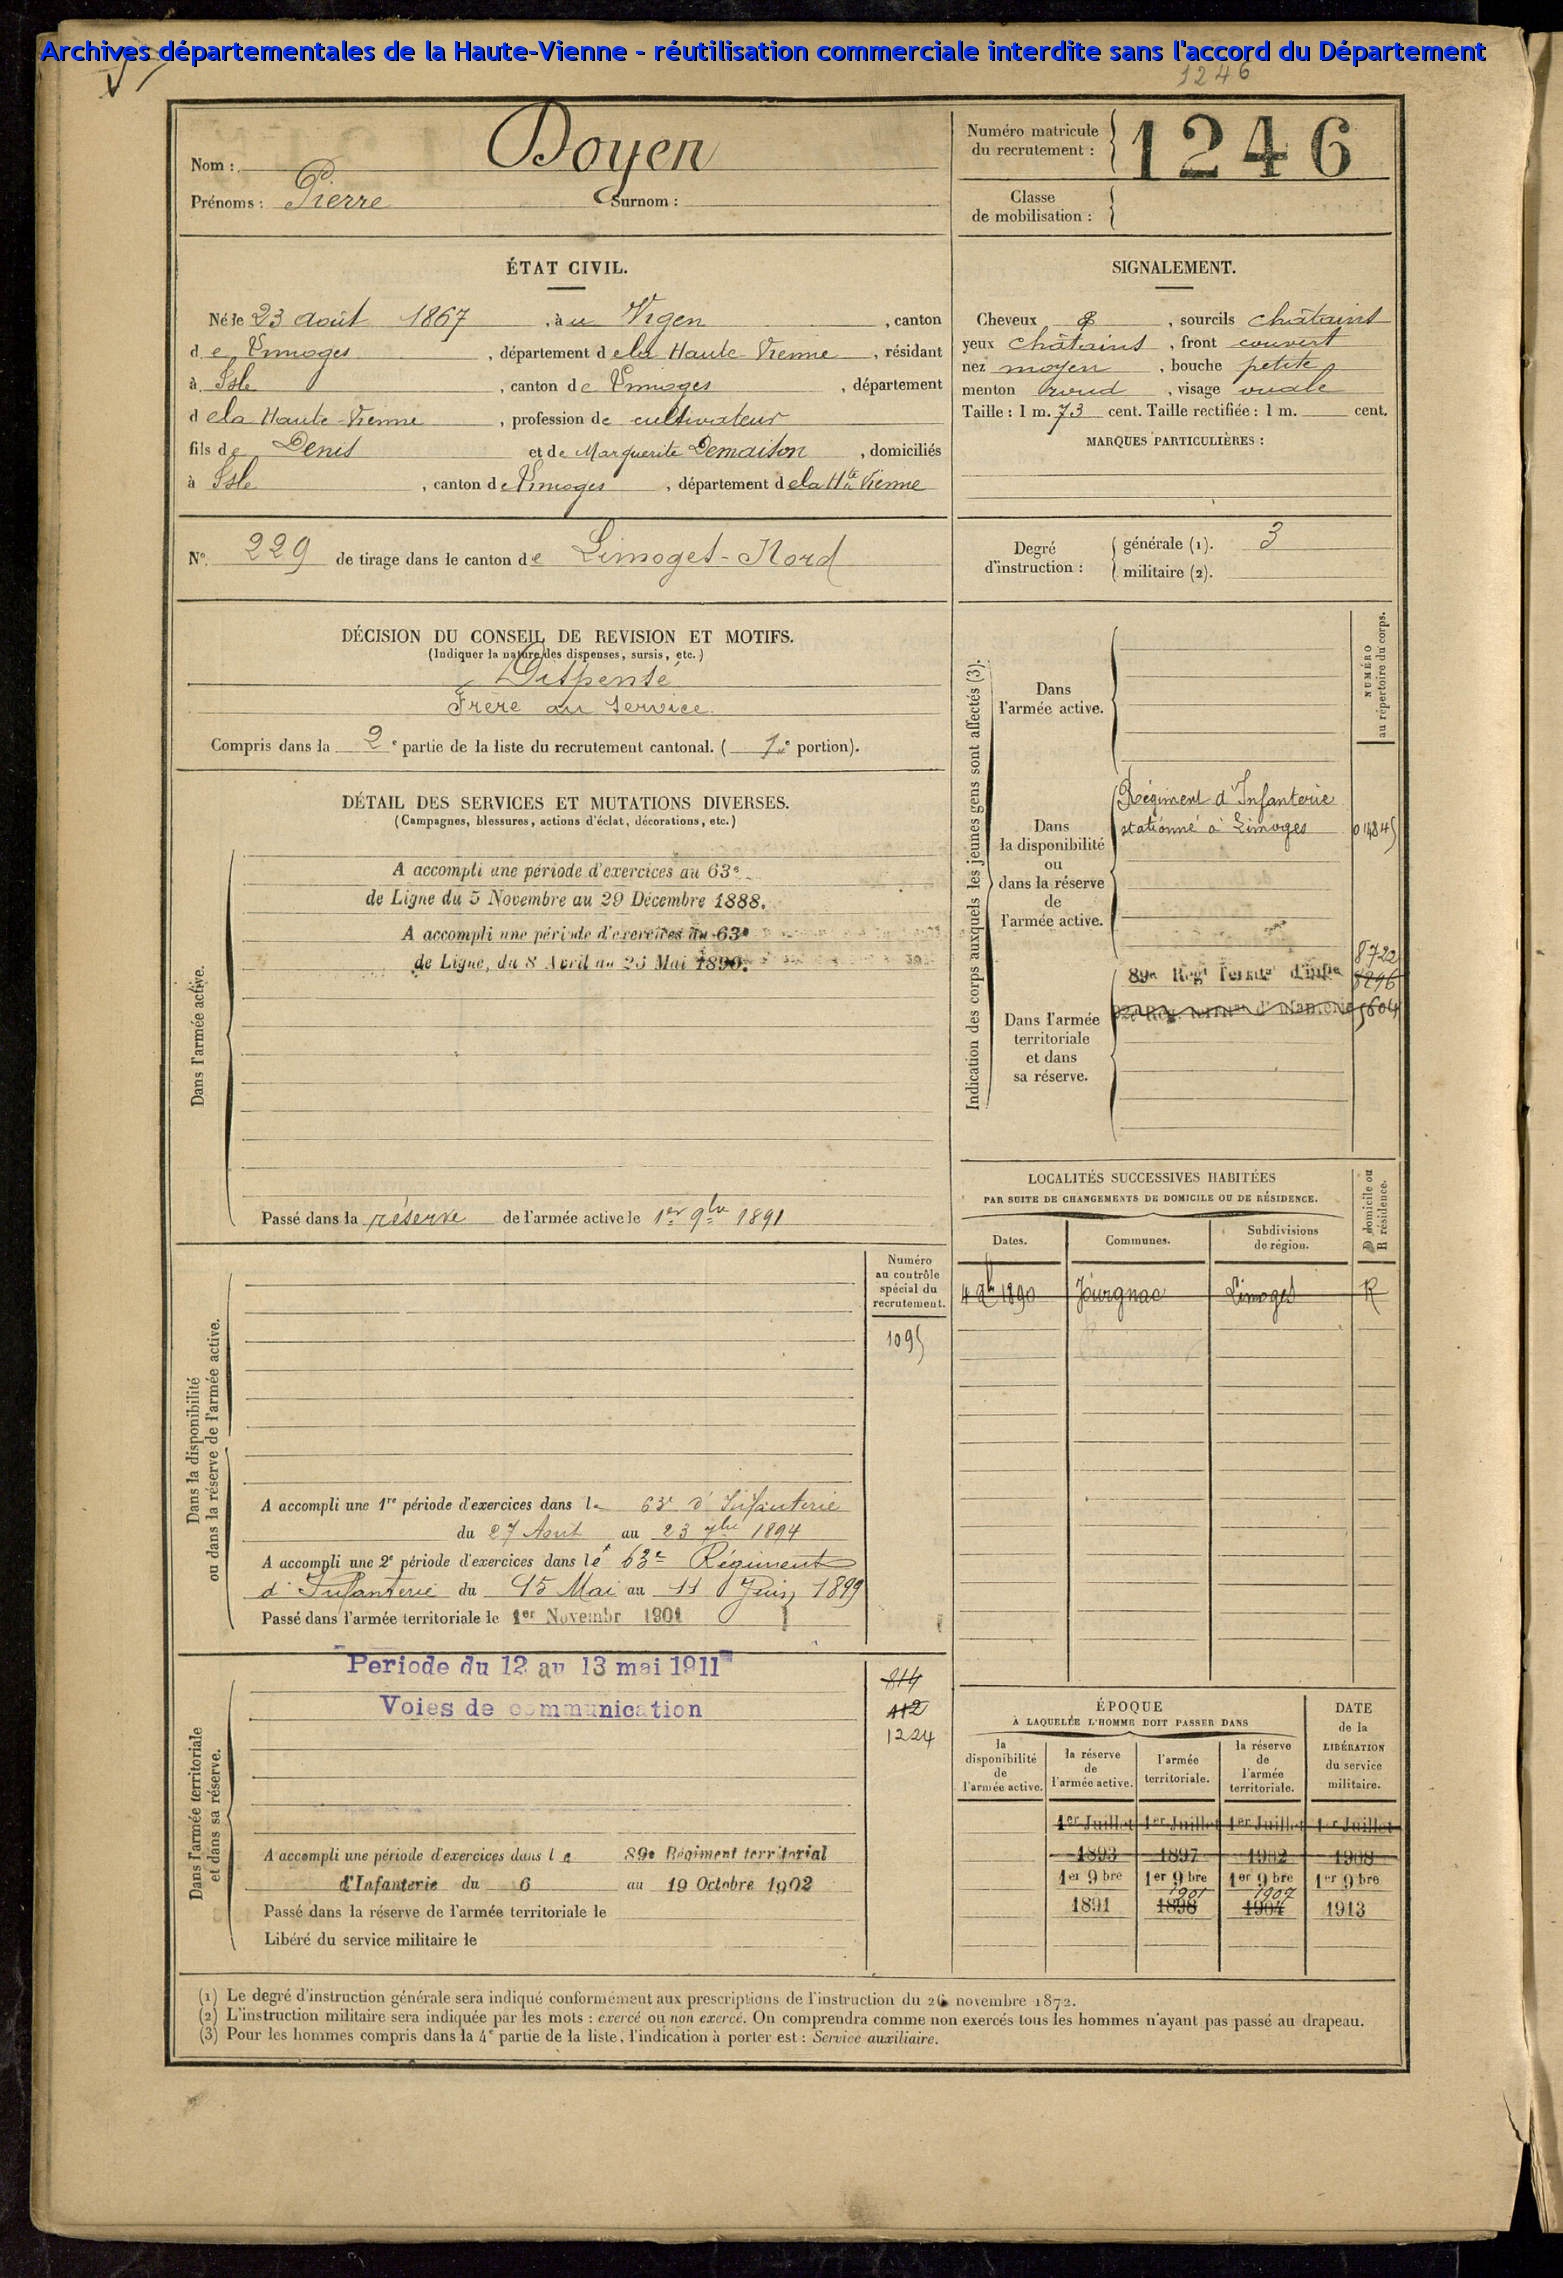 Archives départementales de la Haute-Vienne - réutilisation commerciale interdite sans l'accord du Département
1246
Nom : Doyen
Prénoms : Pierre Surnom :
Numéro matricule du recrutement : 1246
Classe de mobilisation :
ÉTAT CIVIL.
Né le 23 août 1867, à u Vigen, canton
de Limoges, département de la Haute-Vienne, résidant
à Isle, canton de Limoges, département
de la Haute-Vienne, profession de cultivateur
fils de Denis et de Marguerite Demaison, domiciliés
à Isle, canton de Limoges, département de la Hte Vienne
SIGNALEMENT.
Cheveux &, sourcils châtains
yeux châtains, front couvert
nez moyen, bouche petite
menton rond, visage ovale
Taille : 1 m. 73 cent. Taille rectifiée : 1 m. cent.
MARQUES PARTICULIÈRES :
N° 229 de tirage dans le canton de Limoges-Nord
Degré d'instruction :
générale (1). 3
militaire (2).
DÉCISION DU CONSEIL DE REVISION ET MOTIFS.
(Indiquer la nature des dispenses, sursis, etc.)
Dispensé
Frère au service
Compris dans la 2e partie de la liste du recrutement cantonal. (1re portion).
DÉTAIL DES SERVICES ET MUTATIONS DIVERSES.
(Campagnes, blessures, actions d'éclat, décorations, etc.)
Dans l'armée active.
A accompli une période d'exercices au 63e
de Ligne du 5 Novembre au 29 Décembre 1888.
A accompli une période d'exercices au 63e
de Ligne, du 8 Avril au 25 Mai 1890.
Passé dans la réserve de l'armée active le 1er 9bre 1891
Indication des corps auxquels les jeunes gens sont affectés (3).
NUMÉRO au répertoire du corps.
Dans l'armée active.
Dans la disponibilité ou dans la réserve de l'armée active.
Régiment d'Infanterie
stationné à Limoges 01484
Dans l'armée territoriale et dans sa réserve.
8722
89e Régt Territal d'Infie 8296
5604
LOCALITÉS SUCCESSIVES HABITÉES
PAR SUITE DE CHANGEMENTS DE DOMICILE OU DE RÉSIDENCE.
Dates. Communes. Subdivisions de région. D domicile ou R résidence.
4 9bre 1890 Jourgnac Limoges R
Dans la disponibilité
ou dans la réserve de l'armée active.
Numéro
au contrôle
spécial du
recrutement.
1095
A accompli une 1re période d'exercices dans le 63e d'Infanterie
du 27 Aout au 23 7bre 1894
A accompli une 2e période d'exercices dans le 63e Régiment
d'Infanterie du 15 Mai au 11 Juin 1899
Passé dans l'armée territoriale le 1er Novembr 1901
Dans l'armée territoriale
et dans sa réserve.
Periode du 12 au 13 mai 1911
Voies de communication
814
112
1224
A accompli une période d'exercices dans le 89e Régiment territorial
d'Infanterie du 6 au 19 Octobre 1902
Passé dans la réserve de l'armée territoriale le
Libéré du service militaire le
ÉPOQUE
À LAQUELLE L'HOMME DOIT PASSER DANS
DATE de la LIBÉRATION du service militaire.
la disponibilité de l'armée active.
la réserve de l'armée active.
l'armée territoriale.
la réserve de l'armée territoriale.
1er Juillet 1er Juillet 1er Juillet 1er Juillet
1893 1897 1902 1908
1er 9bre 1er 9bre 1er 9bre 1er 9bre
1901 1907
1891 1898 1904 1913
(1) Le degré d'instruction générale sera indiqué conformément aux prescriptions de l'instruction du 26 novembre 1872.
(2) L'instruction militaire sera indiquée par les mots : exercé ou non exercé. On comprendra comme non exercés tous les hommes n'ayant pas passé au drapeau.
(3) Pour les hommes compris dans la 4e partie de la liste, l'indication à porter est : Service auxiliaire.